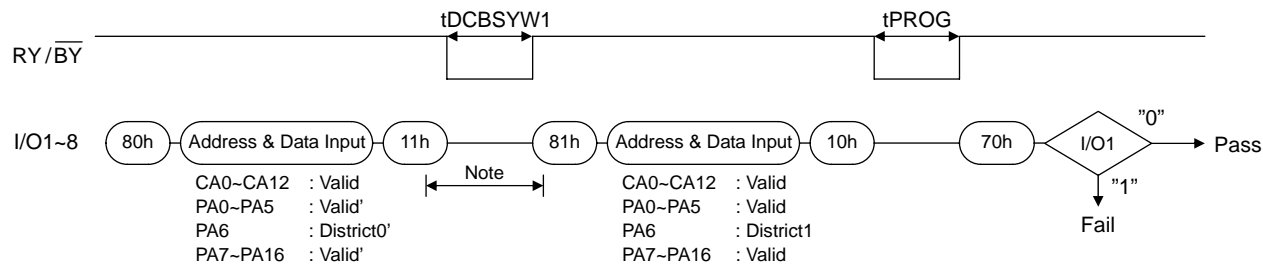 tDCBSYW1
tPROG
RY/BY
I/O1~8
80h
Address & Data Input
11h
81h
Address & Data Input
10h
70h
I/O1
"0"
Pass
"1"
Fail
Note
CA0~CA12 : Valid
PA0~PA5 : Valid'
PA6 : District0'
PA7~PA16 : Valid'
CA0~CA12 : Valid
PA0~PA5 : Valid
PA6 : District1
PA7~PA16 : Valid